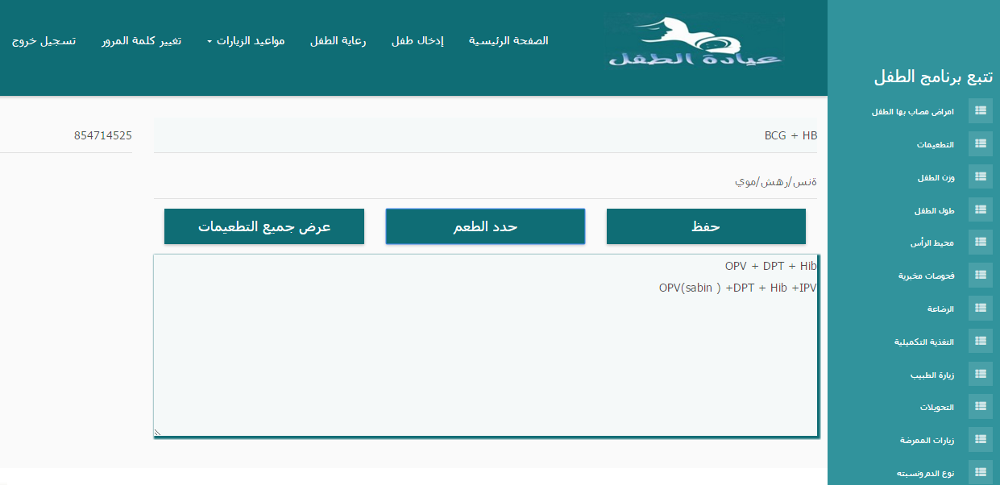 تتبع برنامج الطفل
امراض مصاب بها الطفل
التطعيمات
وزن الطفل
طول الطفل
محيط الرأس
فحوصات مخبرية
الرضاعة
التغذية التكميلية
زيارة الطبيب
التحويلات
زيارات الممرضة
نوع الدم ونسبته
عيادة الطفل
الصفحة الرئيسية
إدخال طفل
رعاية الطفل
مواعيد الزيارات
تغيير كلمة المرور
تسجيل خروج
BCG + HB
854714525
ةنس/رهش/موي
حفظ
حدد الطعم
عرض جميع التطعيمات
OPV + DPT + Hib
OPV(sabin ) +DPT + Hib +IPV